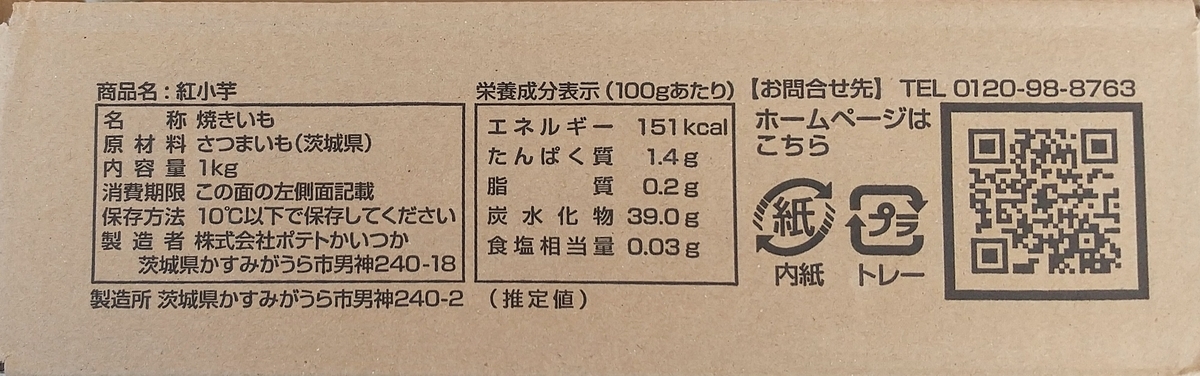 商品名:紅小芋
名称 焼きいも
原材料 さつまいも(茨城県)
内容量 1kg
消費期限 この面の左側面記載
保存方法 10℃以下で保存してください
製造者 株式会社ポテトかいつか
茨城県かすみがうら市男神240-18
製造所 茨城県かすみがうら市男神240-2
栄養成分表示(100gあたり)
エネルギー 151kcal
たんぱく質 1.4g
脂質 0.2g
炭水化物 39.0g
食塩相当量 0.03g
(推定値)
【お問合せ先】 TEL 0120-98-8763
ホームページは
こちら
紙
内紙
プラ
トレー